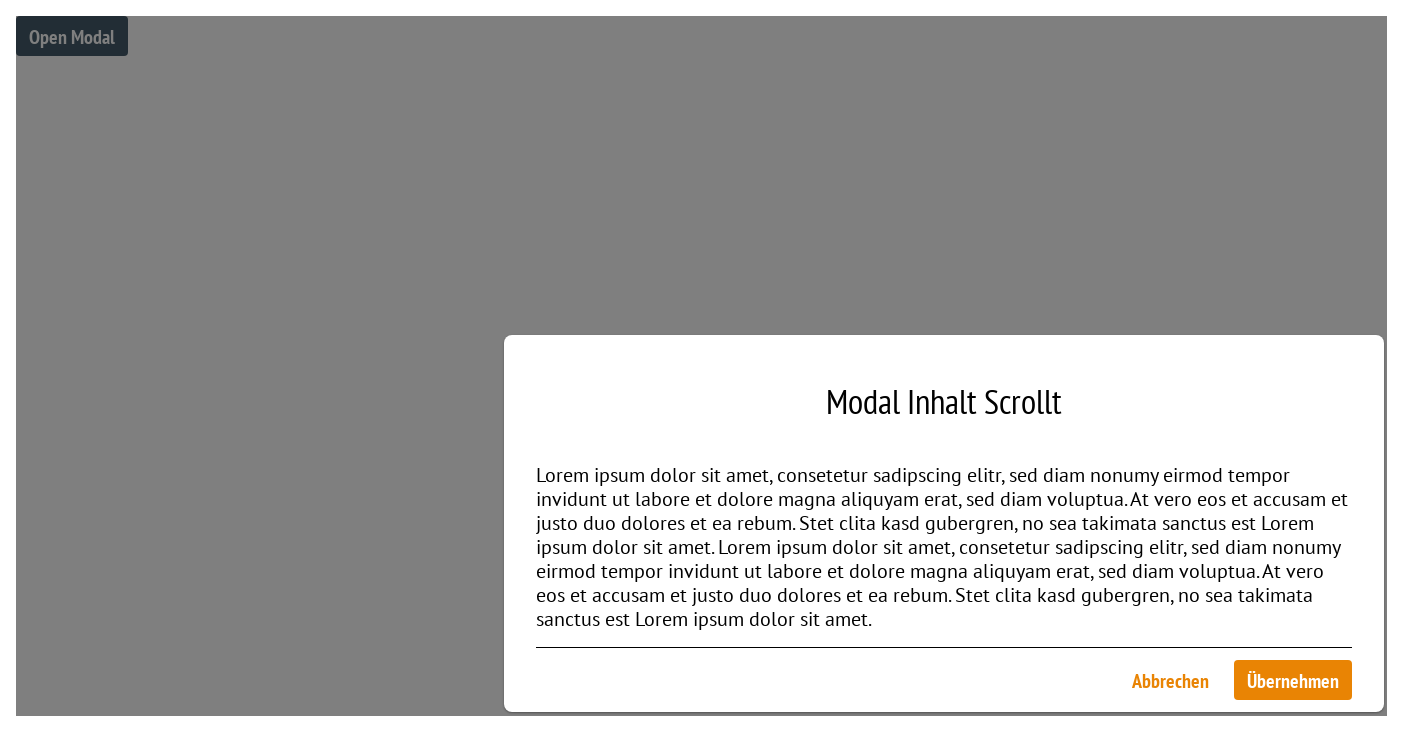 Open Modal
Modal Inhalt Scrollt
Lorem ipsum dolor sit amet, consetetur sadipscing elitr, sed diam nonumy eirmod tempor
invidunt ut labore et dolore magna aliquyam erat, sed diam voluptua. At vero eos et accusam et
justo duo dolores et ea rebum. Stet clita kasd gubergren, no sea takimata sanctus est Lorem
ipsum dolor sit amet. Lorem ipsum dolor sit amet, consetetur sadipscing elitr, sed diam nonumy
eirmod tempor invidunt ut labore et dolore magna aliquyam erat, sed diam voluptua. At vero
eos et accusam et justo duo dolores et ea rebum. Stet clita kasd gubergren, no sea takimata
sanctus est Lorem ipsum dolor sit amet.
Abbrechen Übernehmen